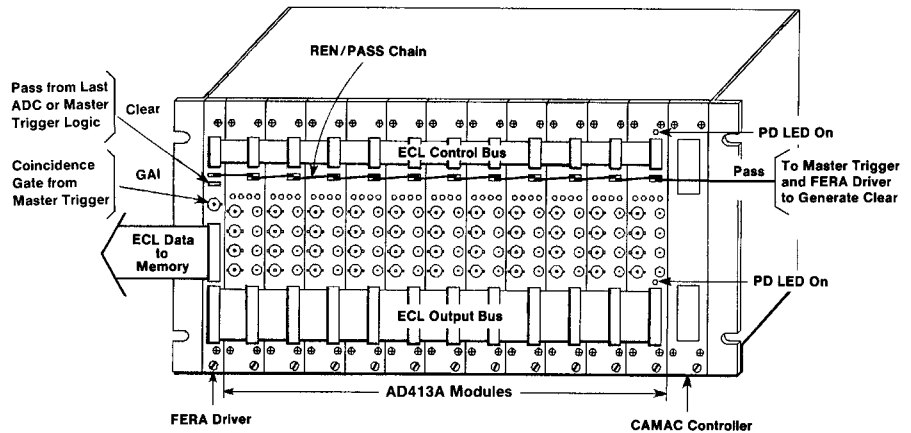 REN/PASS Chain
Pass from Last
ADC or Master
Trigger Logic
Clear
PD LED On
ECL Control Bus
Coincidence
Gate from
Master Trigger
GAI
Pass
To Master Trigger
and FERA Driver
to Generate Clear
ECL Data
to
Memory
PD LED On
ECL Output Bus
AD413A Modules
FERA Driver
CAMAC Controller